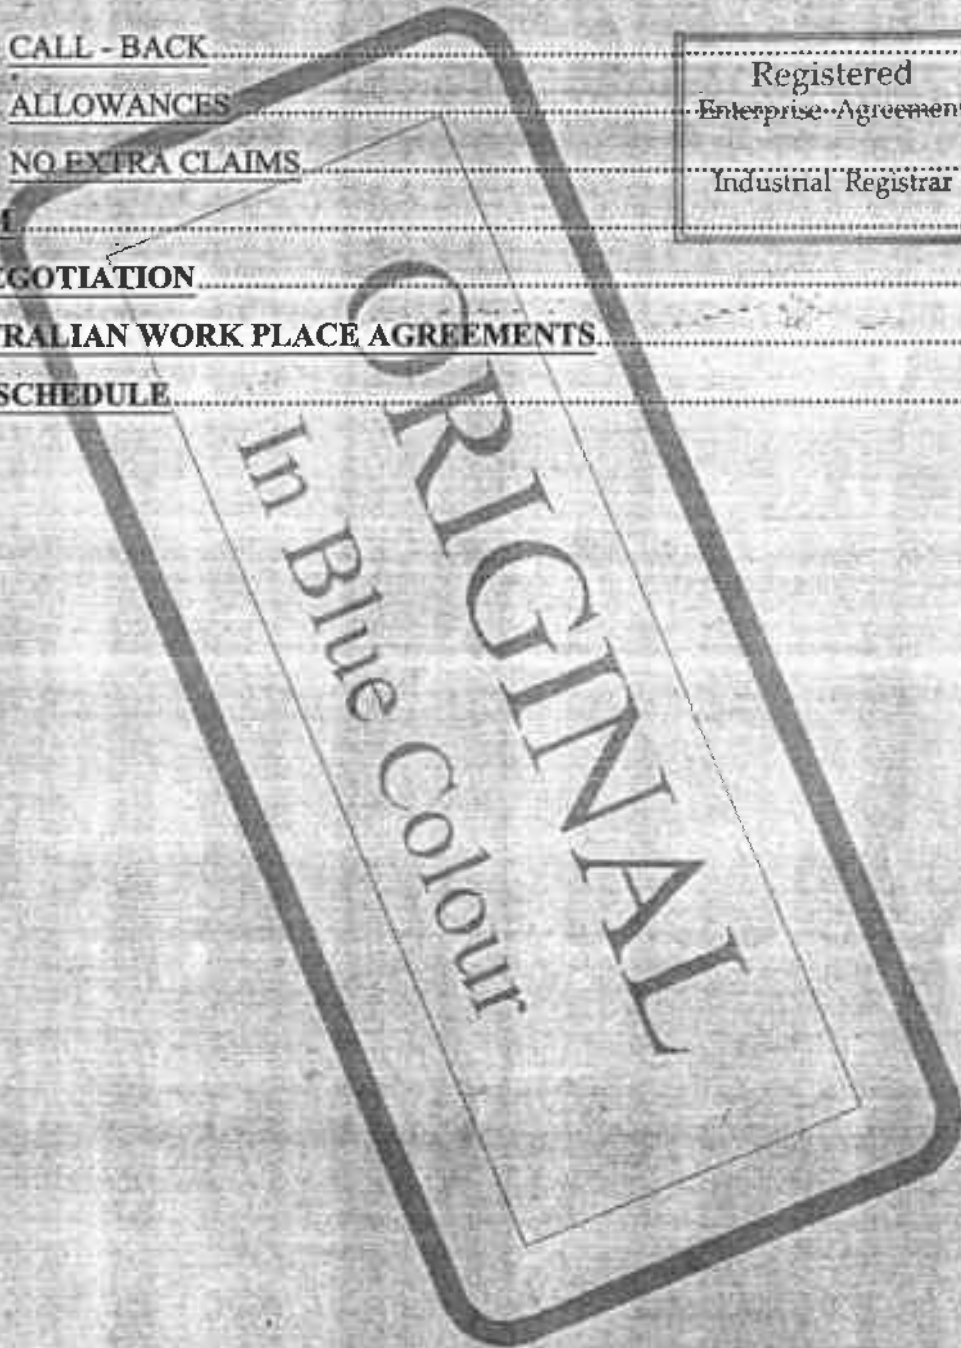 CALL - BACK
ALLOWANCES
NO EXTRA CLAIMS
EGOTIATION
TRALIAN WORK PLACE AGREEMENTS
SCHEDULE
Registered
Enterprise Agreement
Industrial Registrar
ORIGINAL
In Blue Colour